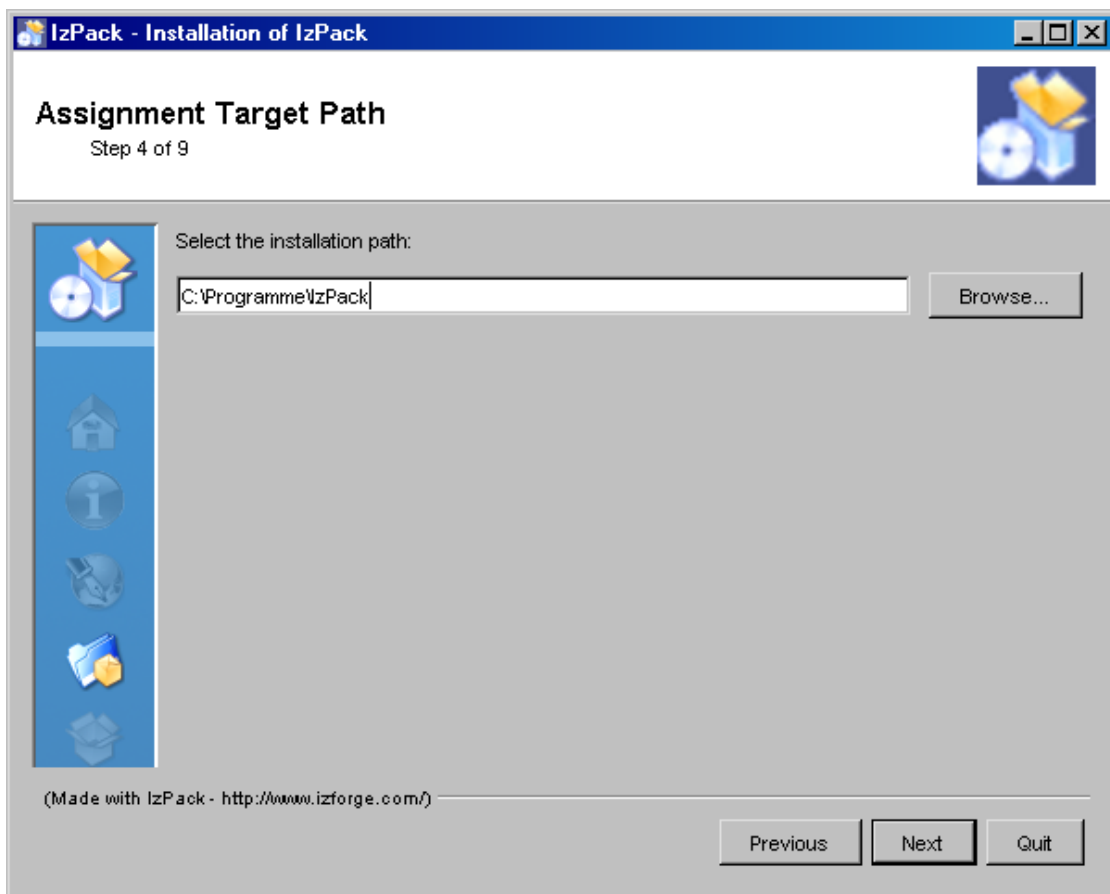 IzPack - Installation of IzPack
Assignment Target Path
Step 4 of 9
Select the installation path:
C:\Programme\IzPack
Browse...
(Made with IzPack - http://www.izforge.com/)
Previous
Next
Quit